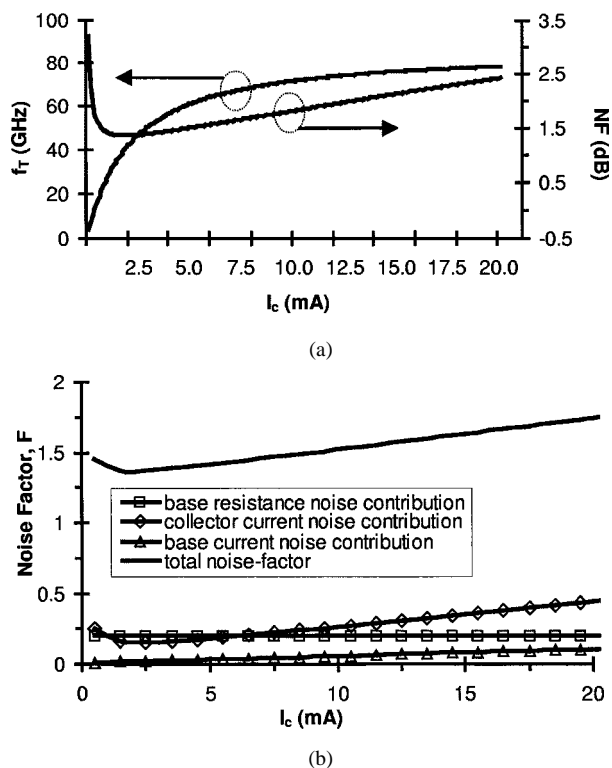 100
80
60
40
20
0
f_T (GHz)
3.5
2.5
1.5
0.5
-0.5
NF (dB)
2.5 5.0 7.5 10.0 12.5 15.0 17.5 20.0
I_c (mA)
(a)
2
1.5
1
0.5
0
Noise Factor, F
base resistance noise contribution
collector current noise contribution
base current noise contribution
total noise-factor
0 5 10 15 20
I_c (mA)
(b)